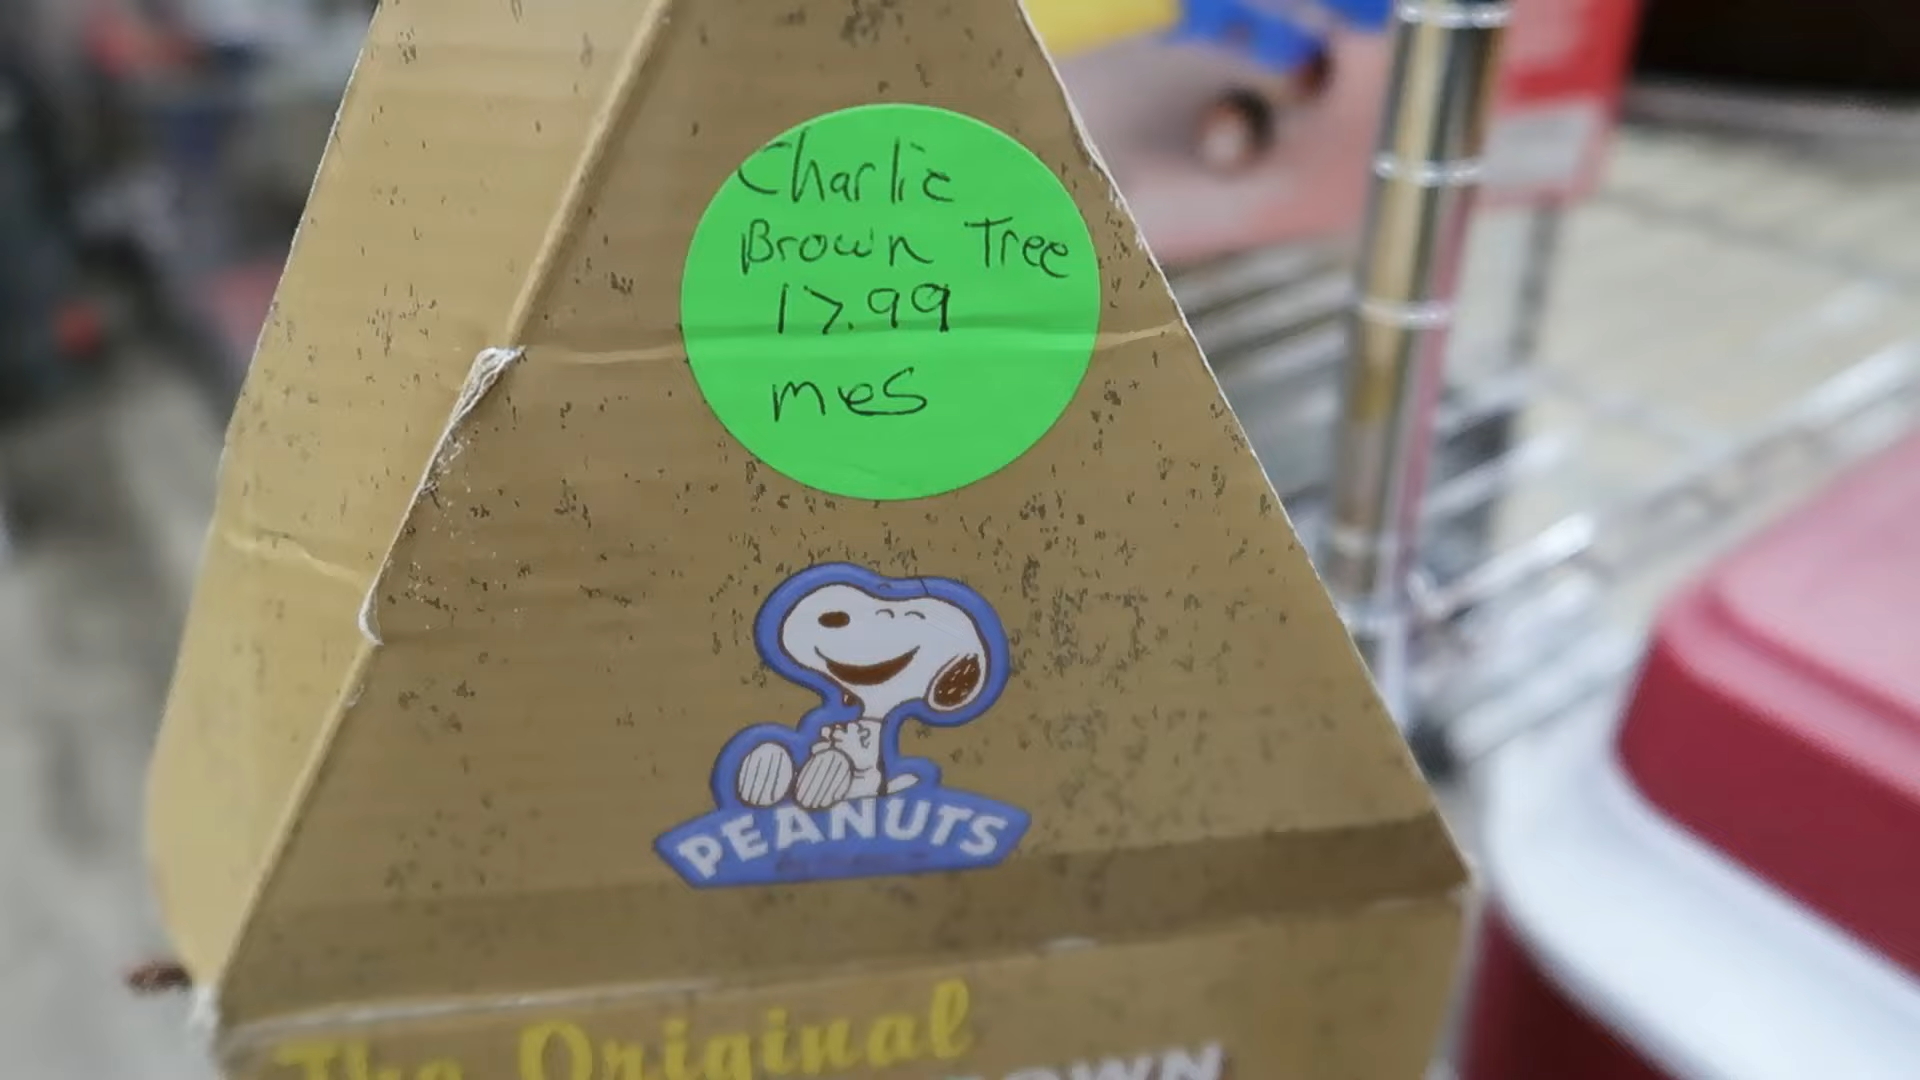 Charlie
Brown Tree
17.99
mes
PEANUTS
The Original